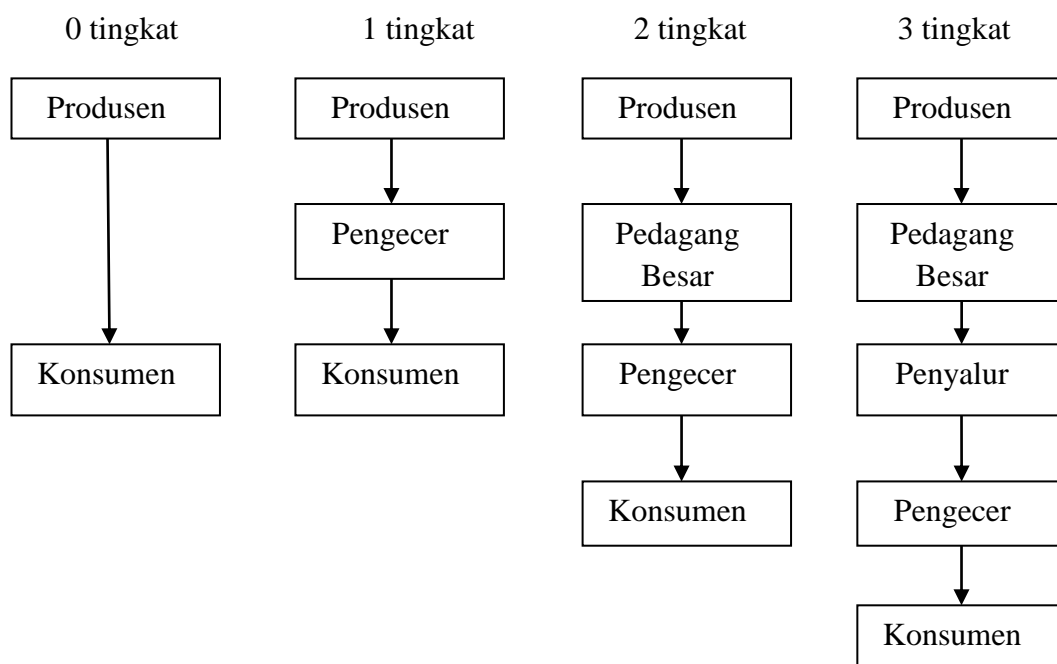 0 tingkat
1 tingkat
2 tingkat
3 tingkat
Produsen
Konsumen
Produsen
Pengecer
Konsumen
Produsen
Pedagang
Besar
Pengecer
Konsumen
Produsen
Pedagang
Besar
Penyalur
Pengecer
Konsumen